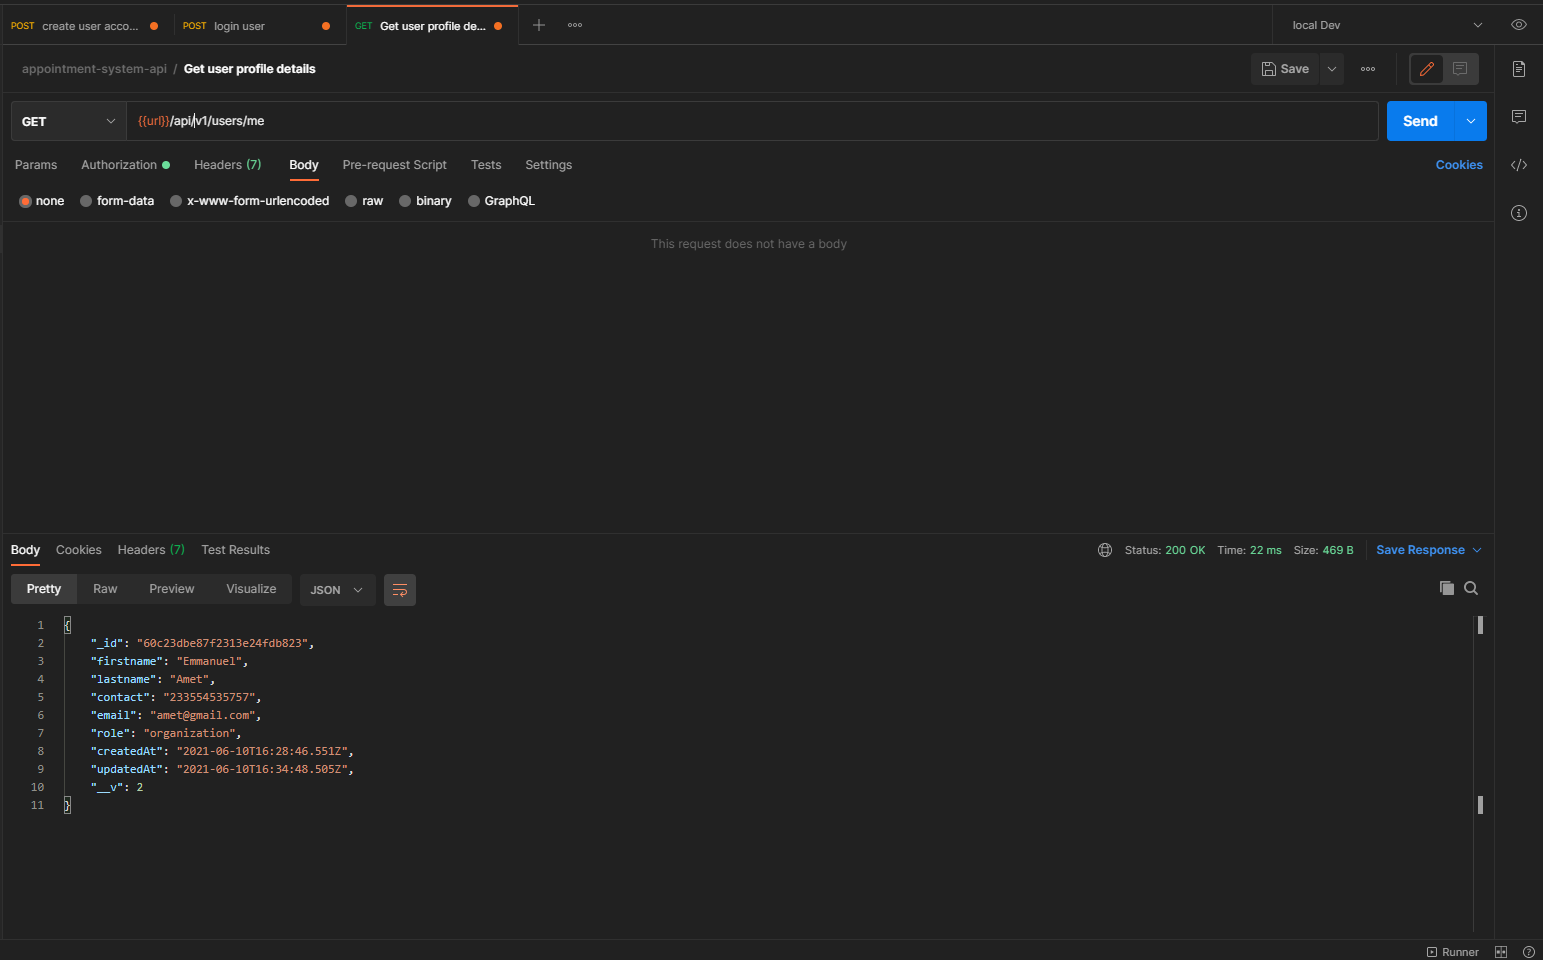 POST create user acco... POST login user GET Get user profile de... local Dev
appointment-system-api / Get user profile details Save
GET {{url}}/api/v1/users/me Send
Params Authorization Headers (7) Body Pre-request Script Tests Settings Cookies
none form-data x-www-form-urlencoded raw binary GraphQL
This request does not have a body
Body Cookies Headers (7) Test Results Status: 200 OK Time: 22 ms Size: 469 B Save Response
Pretty Raw Preview Visualize JSON
1 {
2 "_id": "60c23dbe87f2313e24fdb823",
3 "firstname": "Emmanuel",
4 "lastname": "Amet",
5 "contact": "233554535757",
6 "email": "amet@gmail.com",
7 "role": "organization",
8 "createdAt": "2021-06-10T16:28:46.551Z",
9 "updatedAt": "2021-06-10T16:34:48.505Z",
10 "__v": 2
11 }
Runner